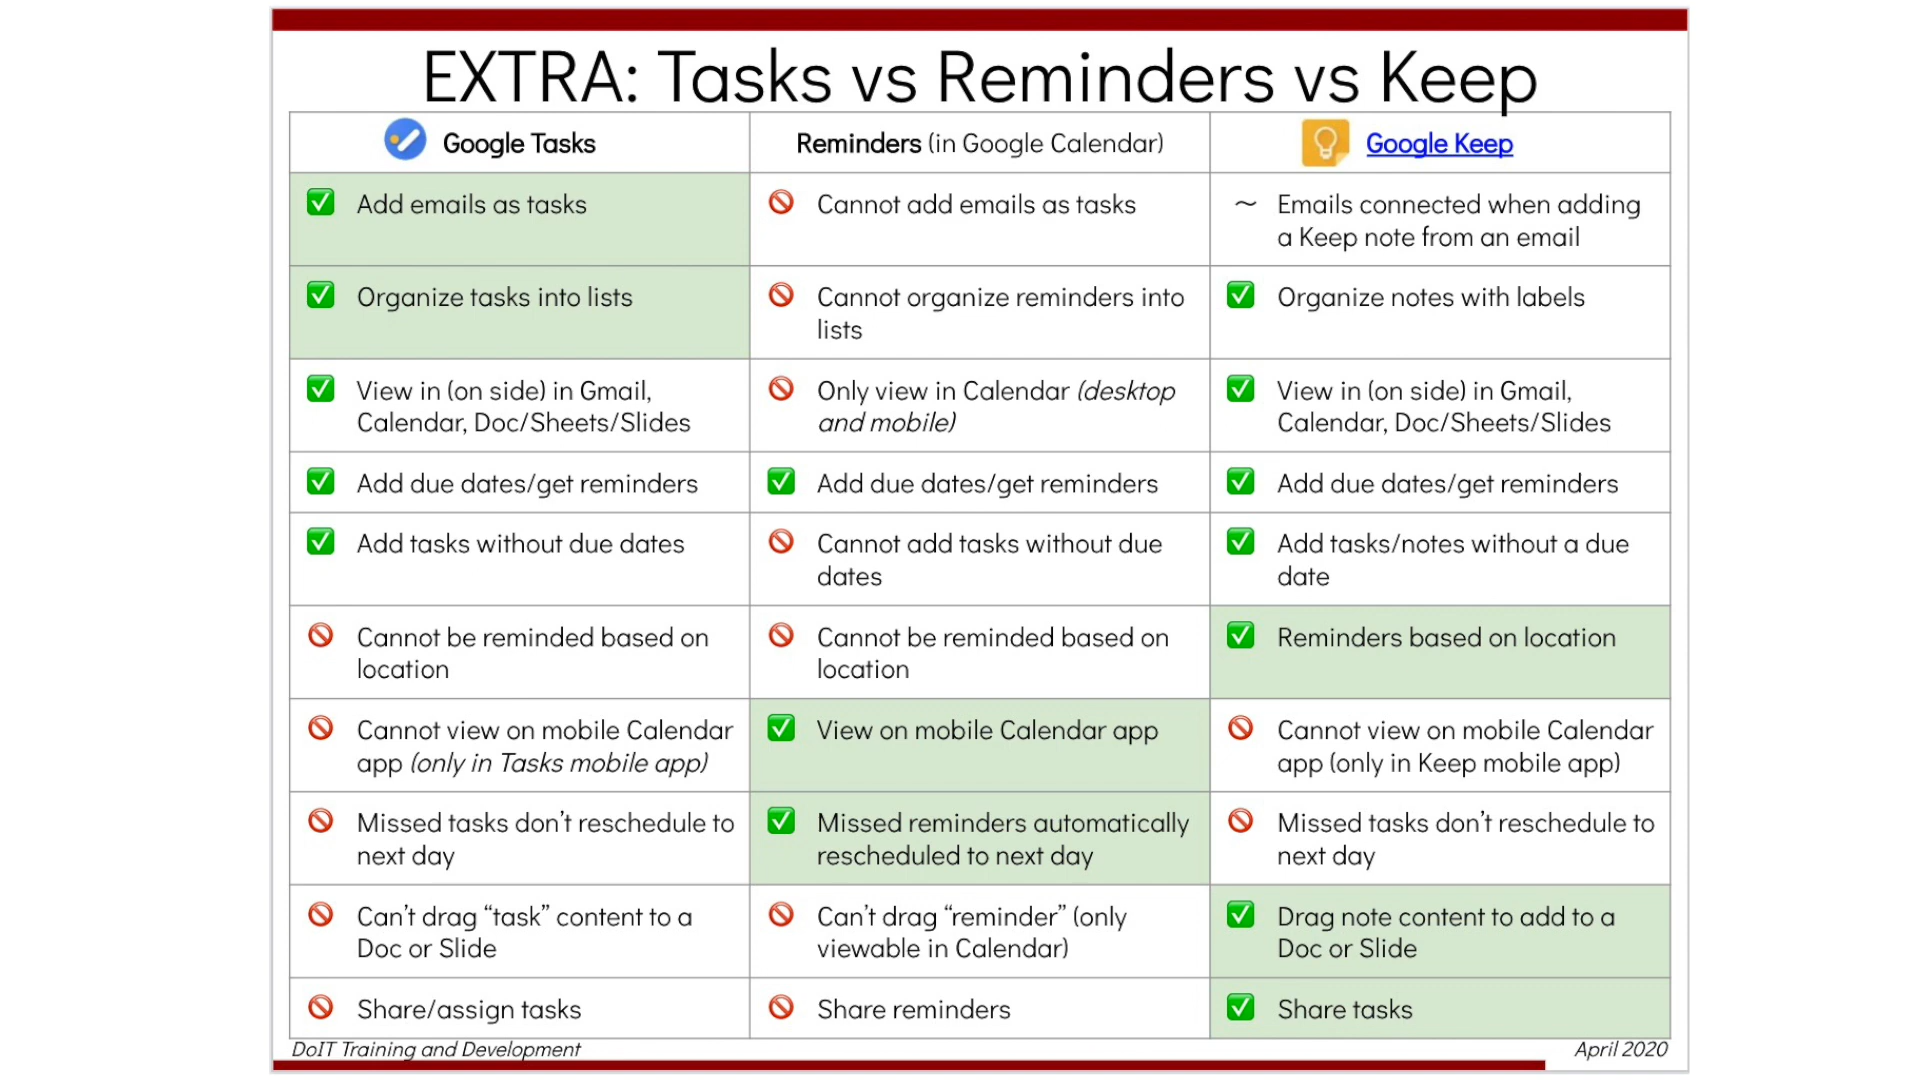 EXTRA: Tasks vs Reminders vs Keep
Google Tasks
Reminders (in Google Calendar)
Google Keep
Add emails as tasks
Cannot add emails as tasks
~ Emails connected when adding
a Keep note from an email
Organize tasks into lists
Cannot organize reminders into
lists
Organize notes with labels
View in (on side) in Gmail,
Calendar, Doc/Sheets/Slides
Only view in Calendar (desktop
and mobile)
View in (on side) in Gmail,
Calendar, Doc/Sheets/Slides
Add due dates/get reminders
Add due dates/get reminders
Add due dates/get reminders
Add tasks without due dates
Cannot add tasks without due
dates
Add tasks/notes without a due
date
Cannot be reminded based on
location
Cannot be reminded based on
location
Reminders based on location
Cannot view on mobile Calendar
app (only in Tasks mobile app)
View on mobile Calendar app
Cannot view on mobile Calendar
app (only in Keep mobile app)
Missed tasks don’t reschedule to
next day
Missed reminders automatically
rescheduled to next day
Missed tasks don’t reschedule to
next day
Can’t drag “task” content to a
Doc or Slide
Can’t drag “reminder” (only
viewable in Calendar)
Drag note content to add to a
Doc or Slide
Share/assign tasks
Share reminders
Share tasks
DoIT Training and Development
April 2020